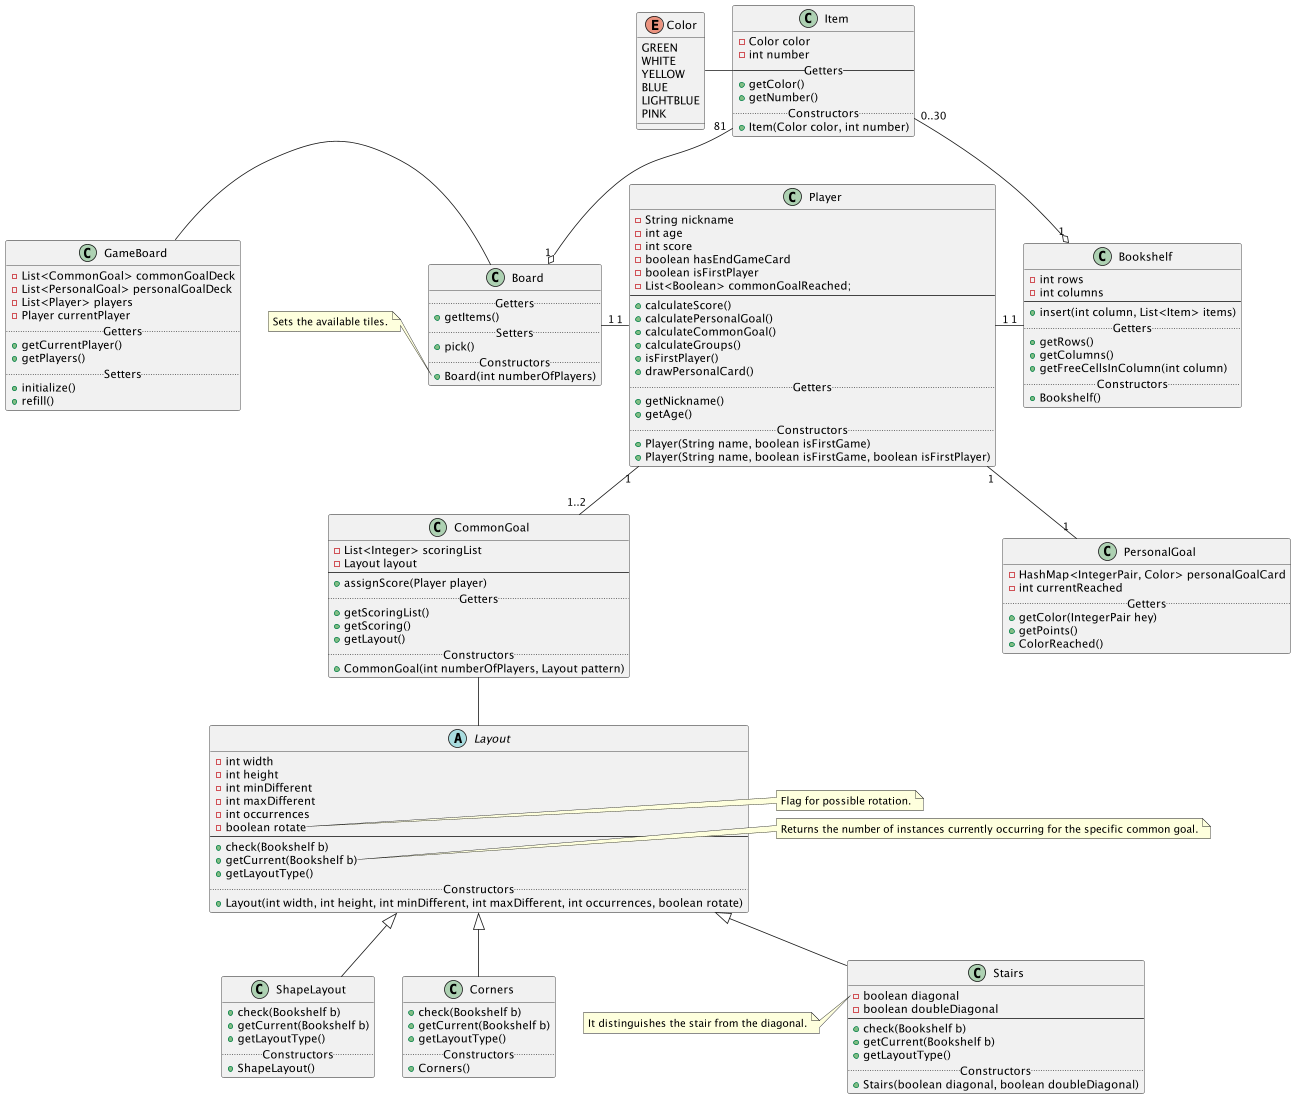 E Color
GREEN
WHITE
YELLOW
BLUE
LIGHTBLUE
PINK
C Item
Color color
int number
Getters
getColor()
getNumber()
Constructors
Item(Color color, int number)
81
0..30
1
1
C GameBoard
List<CommonGoal> commonGoalDeck
List<PersonalGoal> personalGoalDeck
List<Player> players
Player currentPlayer
Getters
getCurrentPlayer()
getPlayers()
Setters
initialize()
refill()
Sets the available tiles.
C Board
Getters
getItems()
Setters
pick()
Constructors
Board(int numberOfPlayers)
1 1
C Player
String nickname
int age
int score
boolean hasEndGameCard
boolean isFirstPlayer
List<Boolean> commonGoalReached;
calculateScore()
calculatePersonalGoal()
calculateCommonGoal()
calculateGroups()
isFirstPlayer()
drawPersonalCard()
Getters
getNickname()
getAge()
Constructors
Player(String name, boolean isFirstGame)
Player(String name, boolean isFirstGame, boolean isFirstPlayer)
1 1
C Bookshelf
int rows
int columns
insert(int column, List<Item> items)
Getters
getRows()
getColumns()
getFreeCellsInColumn(int column)
Constructors
Bookshelf()
1
1..2
1
1
C CommonGoal
List<Integer> scoringList
Layout layout
assignScore(Player player)
Getters
getScoringList()
getScoring()
getLayout()
Constructors
CommonGoal(int numberOfPlayers, Layout pattern)
C PersonalGoal
HashMap<IntegerPair, Color> personalGoalCard
int currentReached
Getters
getColor(IntegerPair hey)
getPoints()
ColorReached()
A Layout
int width
int height
int minDifferent
int maxDifferent
int occurrences
boolean rotate
check(Bookshelf b)
getCurrent(Bookshelf b)
getLayoutType()
Constructors
Layout(int width, int height, int minDifferent, int maxDifferent, int occurrences, boolean rotate)
Flag for possible rotation.
Returns the number of instances currently occurring for the specific common goal.
C ShapeLayout
check(Bookshelf b)
getCurrent(Bookshelf b)
getLayoutType()
Constructors
ShapeLayout()
C Corners
check(Bookshelf b)
getCurrent(Bookshelf b)
getLayoutType()
Constructors
Corners()
It distinguishes the stair from the diagonal.
C Stairs
boolean diagonal
boolean doubleDiagonal
check(Bookshelf b)
getCurrent(Bookshelf b)
getLayoutType()
Constructors
Stairs(boolean diagonal, boolean doubleDiagonal)